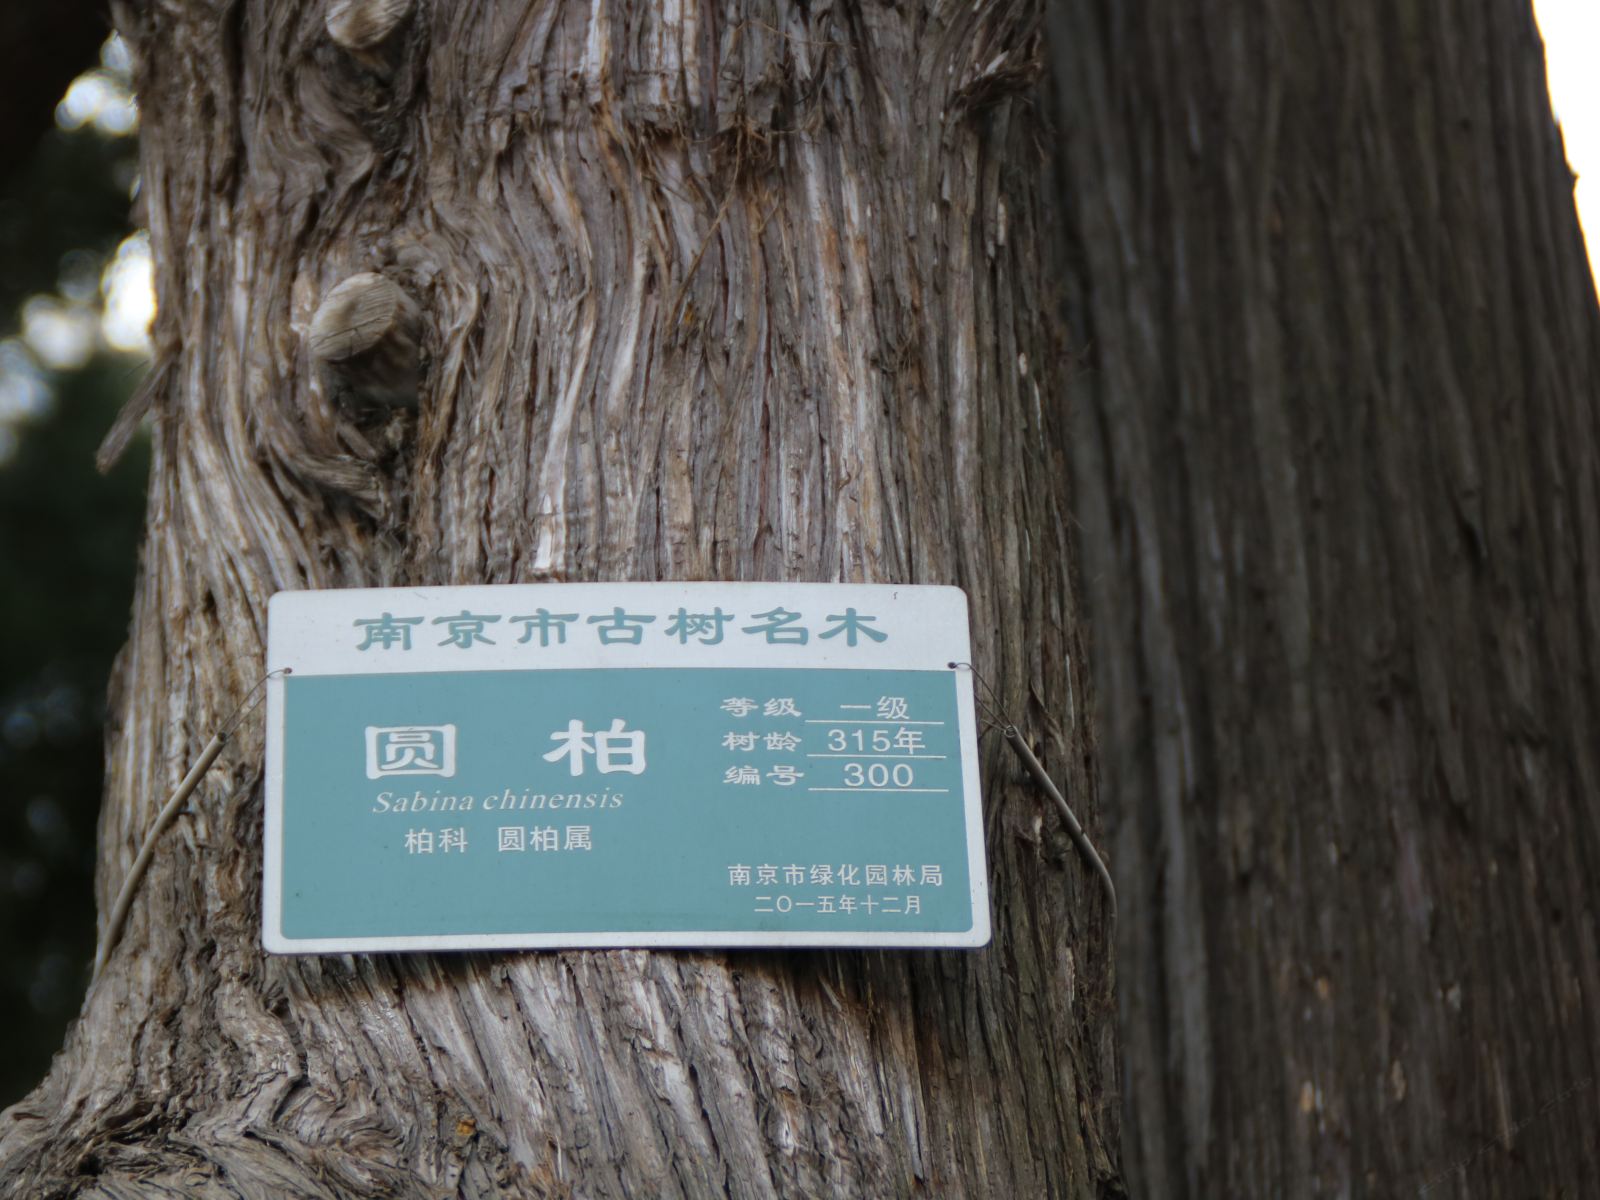 南京市古树名木
圆柏
Sabina chinensis
柏科 圆柏属
等级 一级
树龄 315年
编号 300
南京市绿化园林局
二〇一五年十二月